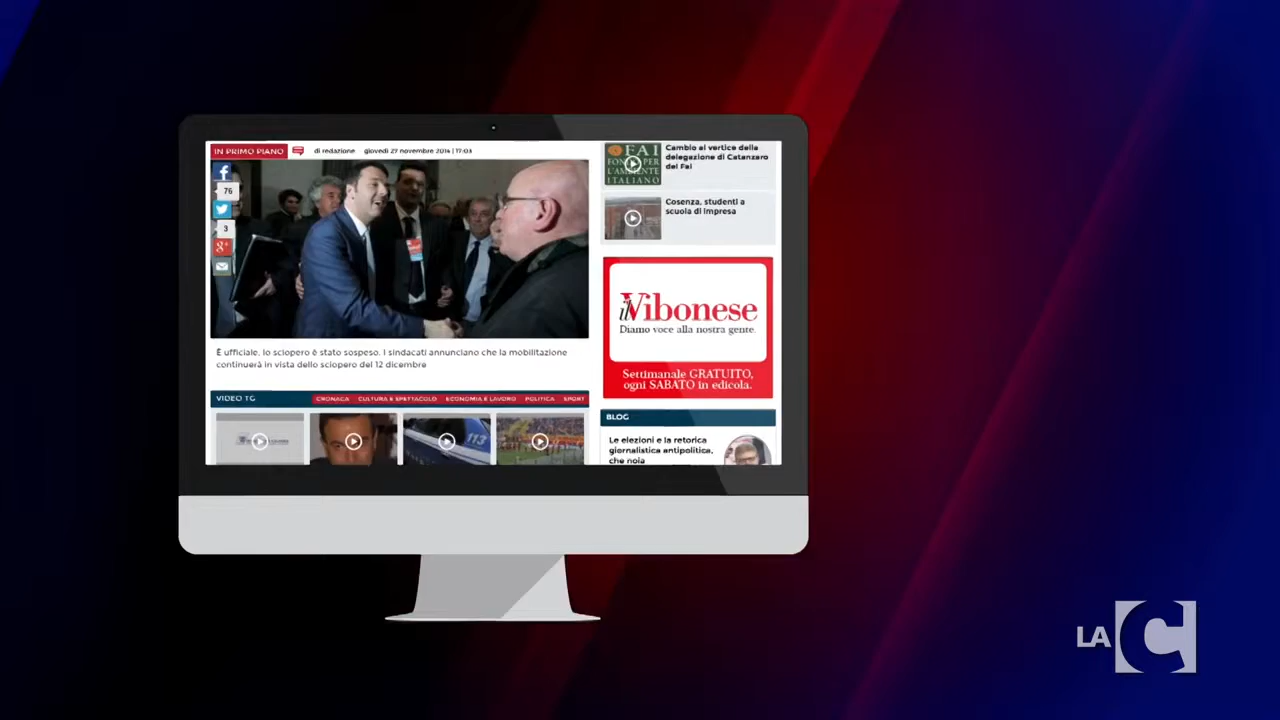 IN PRIMO PIANO
di redazione giovedì 27 novembre 2014 | 17:03
76
3
g+
È ufficiale, lo sciopero è stato sospeso. I sindacati annunciano che la mobilitazione
continuerà in vista dello sciopero del 12 dicembre
VIDEO TG
CRONACA CULTURA E SPETTACOLO ECONOMIA E LAVORO POLITICA SPORT
113
FAI
FONDO PER
L'AMBIENTE
ITALIANO
Cambio al vertice della
delegazione di Catanzaro
del Fai
Cosenza, studenti a
scuola di impresa
il Vibonese
Diamo voce alla nostra gente.
Settimanale GRATUITO,
ogni SABATO in edicola.
BLOG
Le elezioni e la retorica
giornalistica antipolitica,
che noia
LA C